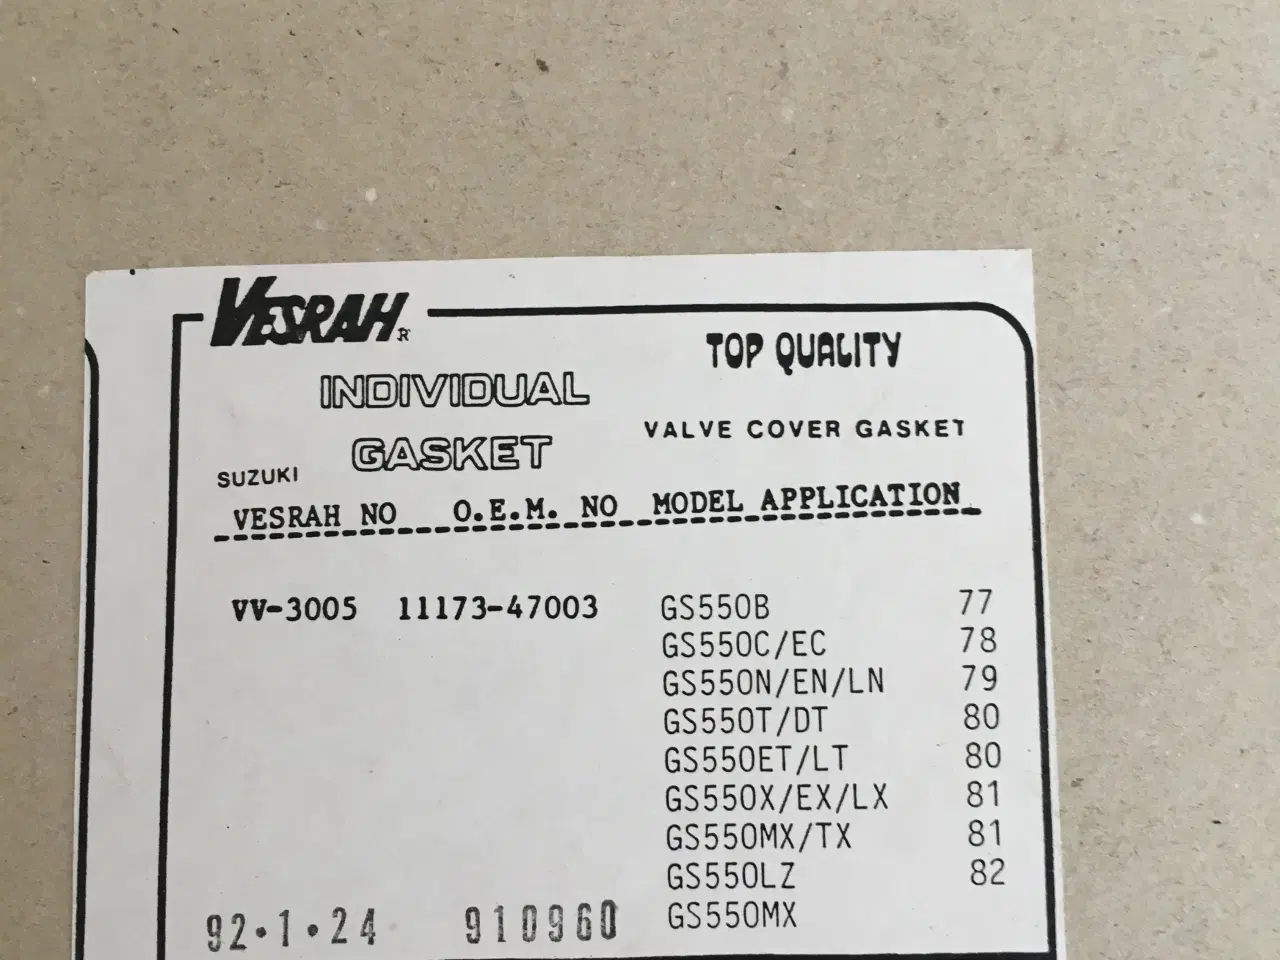 VESRAH R
TOP QUALITY
INDIVIDUAL
GASKET
VALVE COVER GASKET
SUZUKI
VESRAH NO O.E.M. NO MODEL APPLICATION
VV-3005 11173-47003 GS550B 77
GS550C/EC 78
GS550N/EN/LN 79
GS550T/DT 80
GS550ET/LT 80
GS550X/EX/LX 81
GS550MX/TX 81
GS550LZ 82
GS550MX
92·1·24 910960